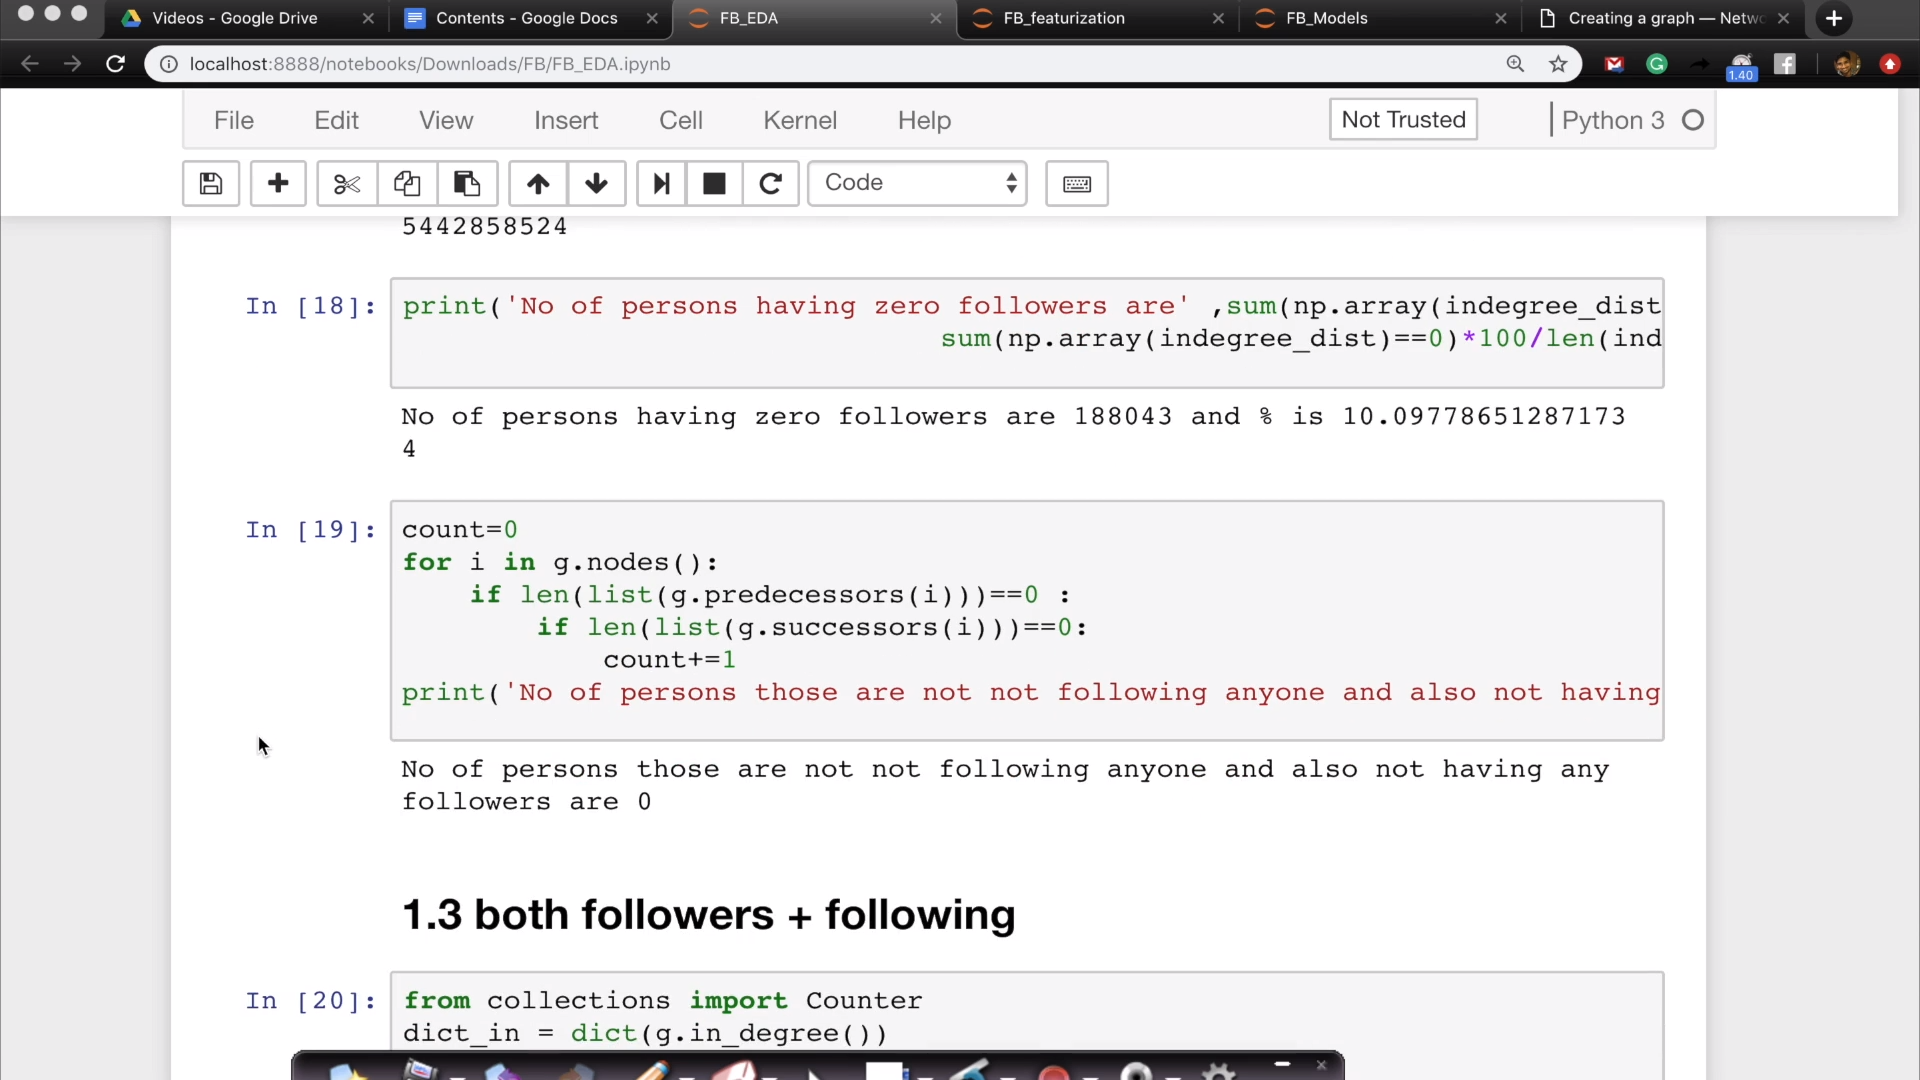 Videos - Google Drive
Contents - Google Docs
FB_EDA
FB_featurization
FB_Models
Creating a graph — Netw
localhost:8888/notebooks/Downloads/FB/FB_EDA.ipynb
1.40
File Edit View Insert Cell Kernel Help Not Trusted Python 3
Code
5442858524
In [18]: print('No of persons having zero followers are' ,sum(np.array(indegree_dist
sum(np.array(indegree_dist)==0)*100/len(ind
No of persons having zero followers are 188043 and % is 10.09778651287173
4
In [19]: count=0
for i in g.nodes():
if len(list(g.predecessors(i)))==0 :
if len(list(g.successors(i)))==0:
count+=1
print('No of persons those are not not following anyone and also not having
No of persons those are not not following anyone and also not having any
followers are 0
1.3 both followers + following
In [20]: from collections import Counter
dict_in = dict(g.in_degree())